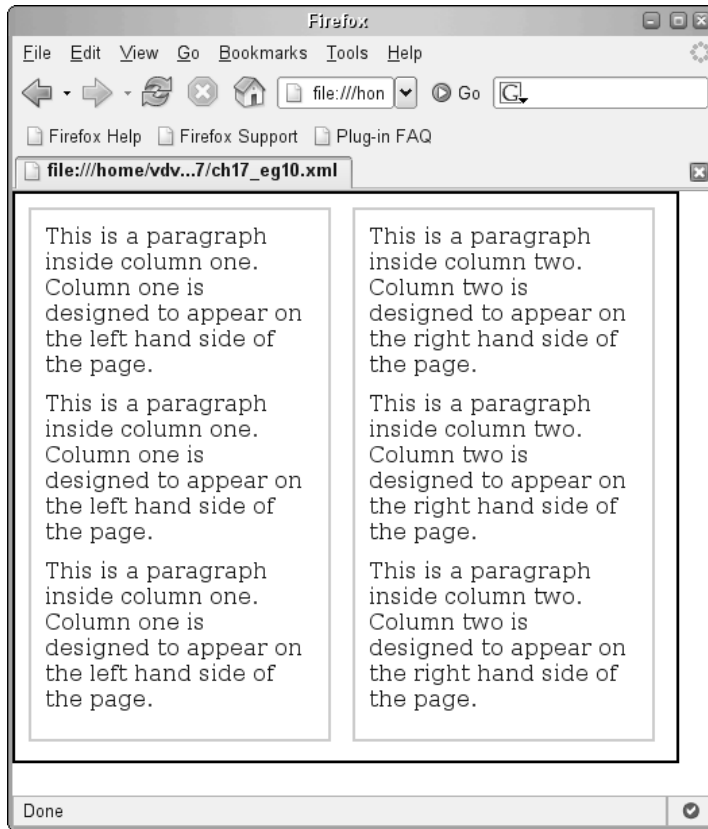 Firefox
File Edit View Go Bookmarks Tools Help
file:///hon Go G
Firefox Help Firefox Support Plug-in FAQ
file:///home/vdv...7/ch17_eg10.xml
This is a paragraph
inside column one.
Column one is
designed to appear on
the left hand side of
the page.
This is a paragraph
inside column one.
Column one is
designed to appear on
the left hand side of
the page.
This is a paragraph
inside column one.
Column one is
designed to appear on
the left hand side of
the page.
This is a paragraph
inside column two.
Column two is
designed to appear on
the right hand side of
the page.
This is a paragraph
inside column two.
Column two is
designed to appear on
the right hand side of
the page.
This is a paragraph
inside column two.
Column two is
designed to appear on
the right hand side of
the page.
Done